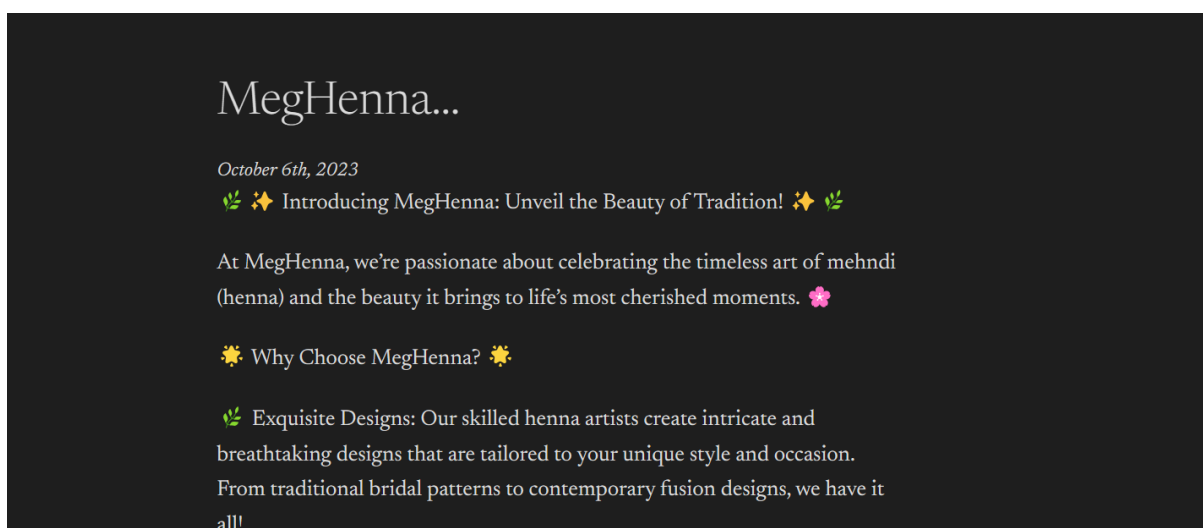 MegHenna...
October 6th, 2023
🌿 ✨ Introducing MegHenna: Unveil the Beauty of Tradition! ✨ 🌿
At MegHenna, we’re passionate about celebrating the timeless art of mehndi
(henna) and the beauty it brings to life’s most cherished moments. 🌸
🌟 Why Choose MegHenna? 🌟
🌿 Exquisite Designs: Our skilled henna artists create intricate and
breathtaking designs that are tailored to your unique style and occasion.
From traditional bridal patterns to contemporary fusion designs, we have it
all!